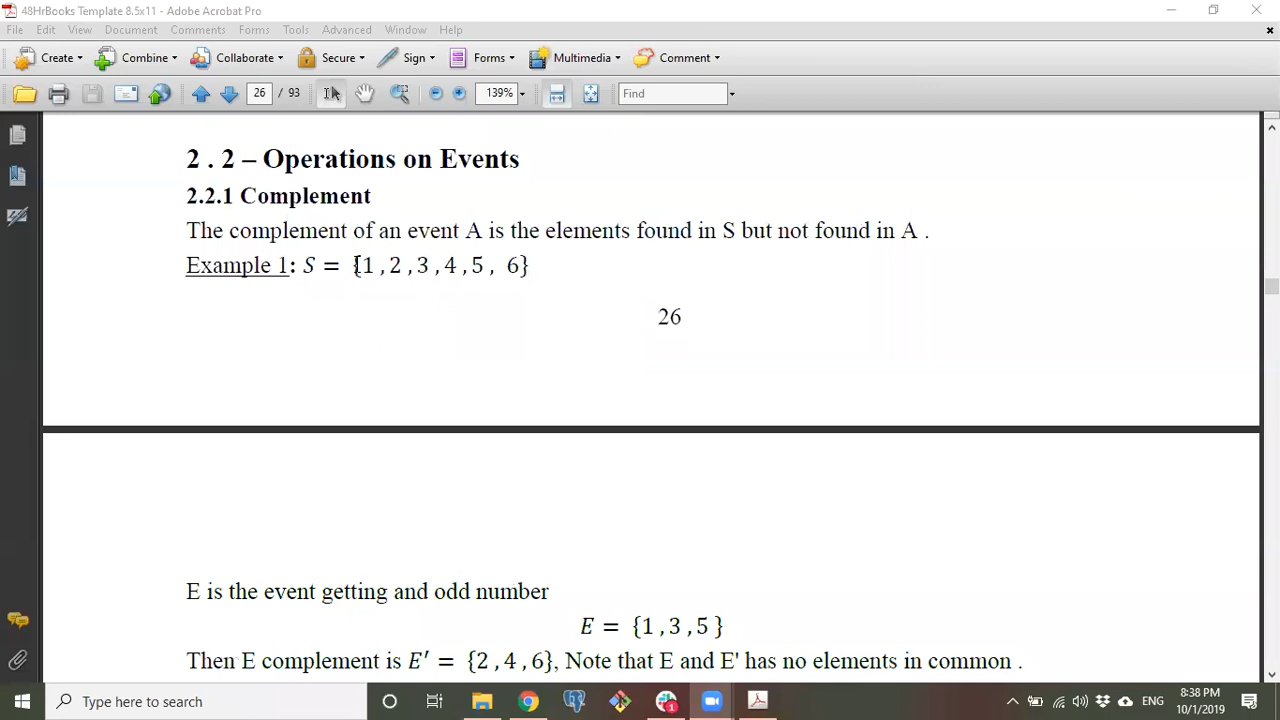 48HrBooks Template 8.5x11 - Adobe Acrobat Pro
File Edit View Document Comments Forms Tools Advanced Window Help
Create Combine Collaborate Secure Sign Forms Multimedia Comment
26 / 93 139% Find
2 . 2 – Operations on Events
2.2.1 Complement
The complement of an event A is the elements found in S but not found in A .
Example 1: S = {1 , 2 , 3 , 4 , 5 , 6}
26
E is the event getting and odd number
E = {1 , 3 , 5 }
Then E complement is E′ = {2 , 4 , 6}, Note that E and E' has no elements in common .
Type here to search
1
ENG
8:38 PM
10/1/2019